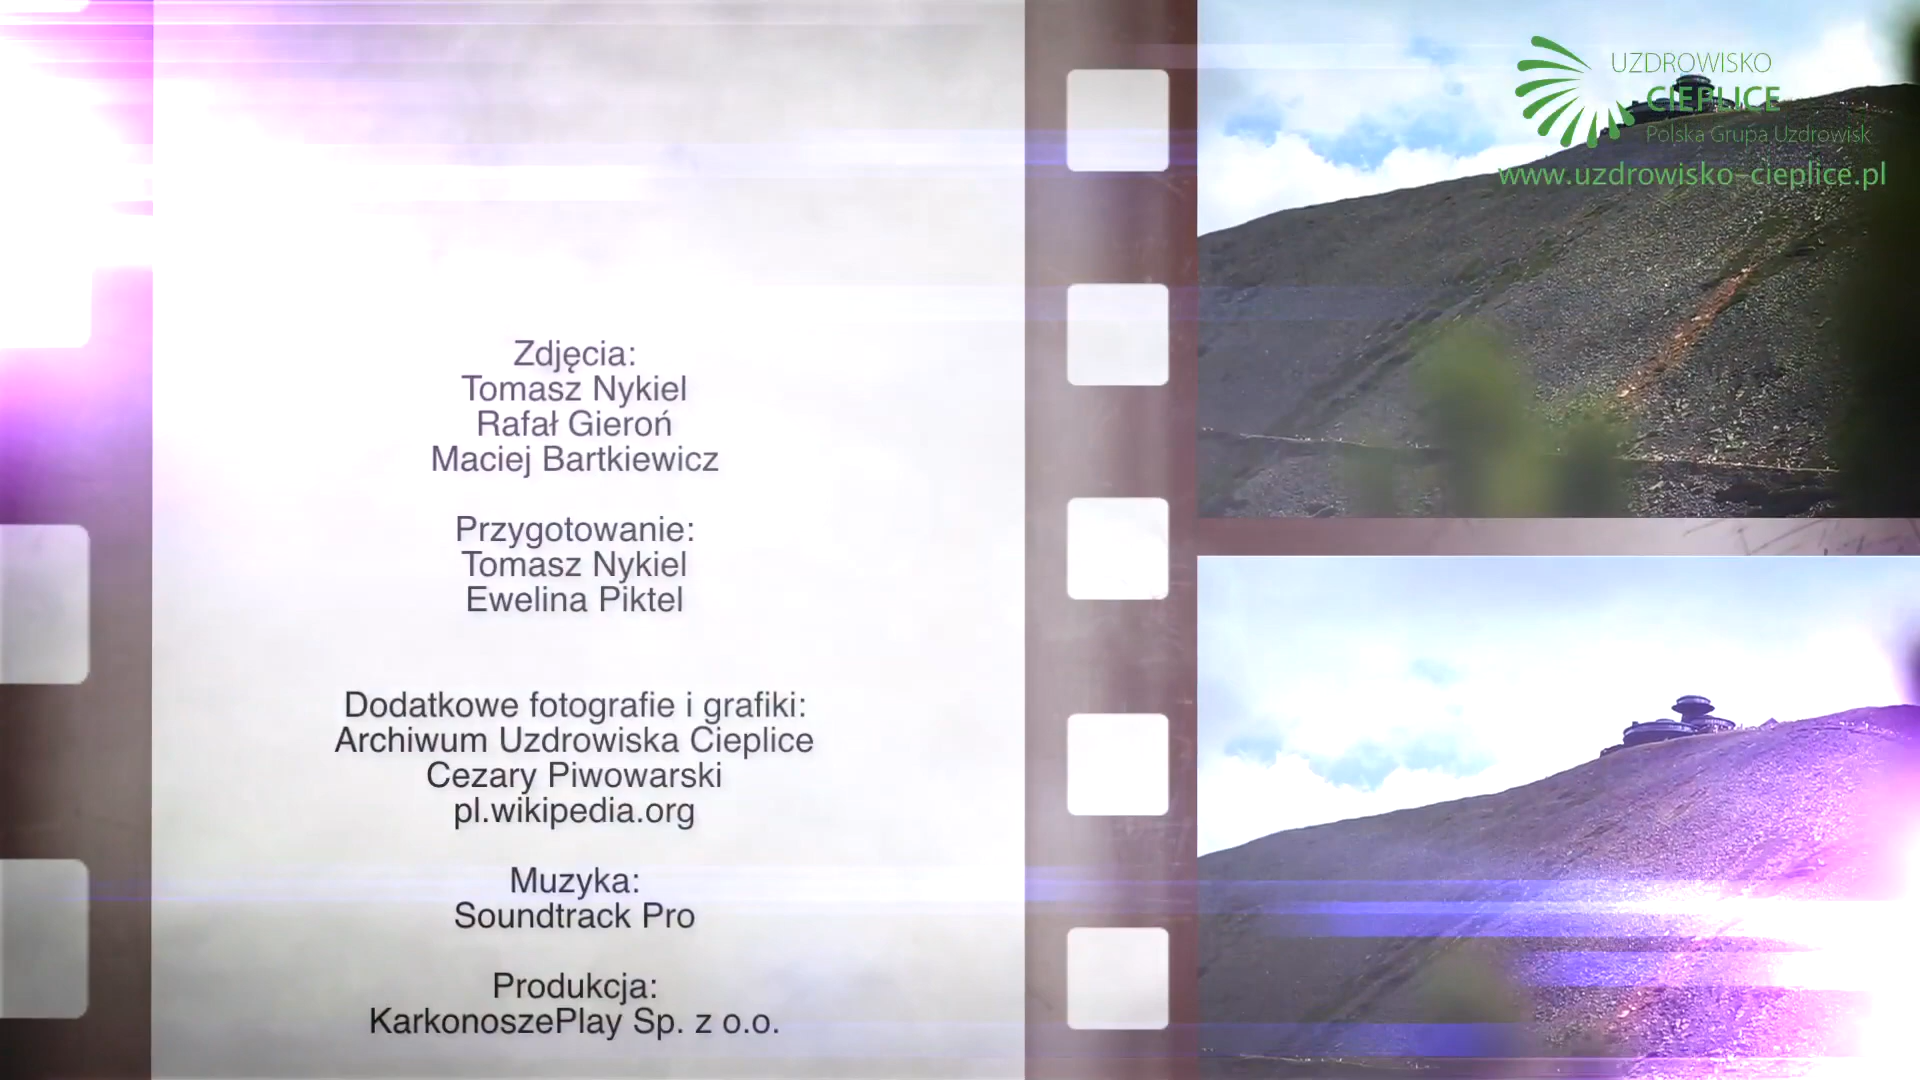 Zdjęcia:
Tomasz Nykiel
Rafał Gieroń
Maciej Bartkiewicz
Przygotowanie:
Tomasz Nykiel
Ewelina Piktel
Dodatkowe fotografie i grafiki:
Archiwum Uzdrowiska Cieplice
Cezary Piwowarski
pl.wikipedia.org
Muzyka:
Soundtrack Pro
Produkcja:
KarkonoszePlay Sp. z o.o.
UZDROWISKO
CIEPLICE
Polska Grupa Uzdrowisk
www.uzdrowisko-cieplice.pl